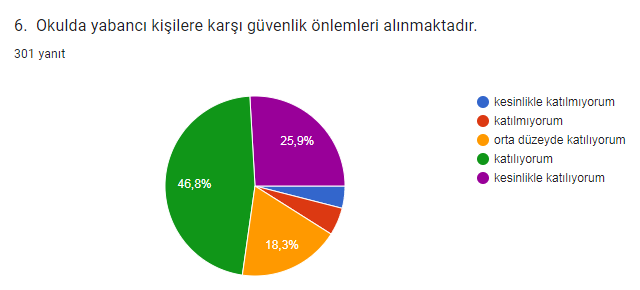 6. Okulda yabancı kişilere karşı güvenlik önlemleri alınmaktadır.
301 yanıt
kesinlikle katılmıyorum
katılmıyorum
orta düzeyde katılıyorum
katılıyorum
kesinlikle katılıyorum
25,9%
46,8%
18,3%